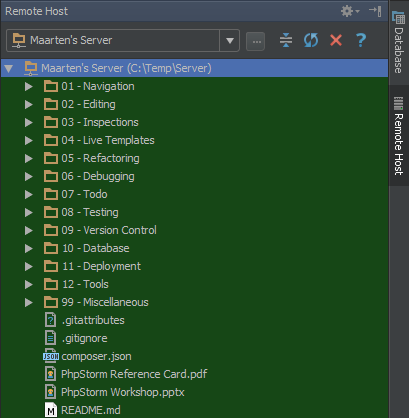 Remote Host
Maarten's Server
...
Maarten's Server (C:\Temp\Server)
01 - Navigation
02 - Editing
03 - Inspections
04 - Live Templates
05 - Refactoring
06 - Debugging
07 - Todo
08 - Testing
09 - Version Control
10 - Database
11 - Deployment
12 - Tools
99 - Miscellaneous
.gitattributes
.gitignore
JSON composer.json
PhpStorm Reference Card.pdf
PhpStorm Workshop.pptx
M README.md
Database
Remote Host